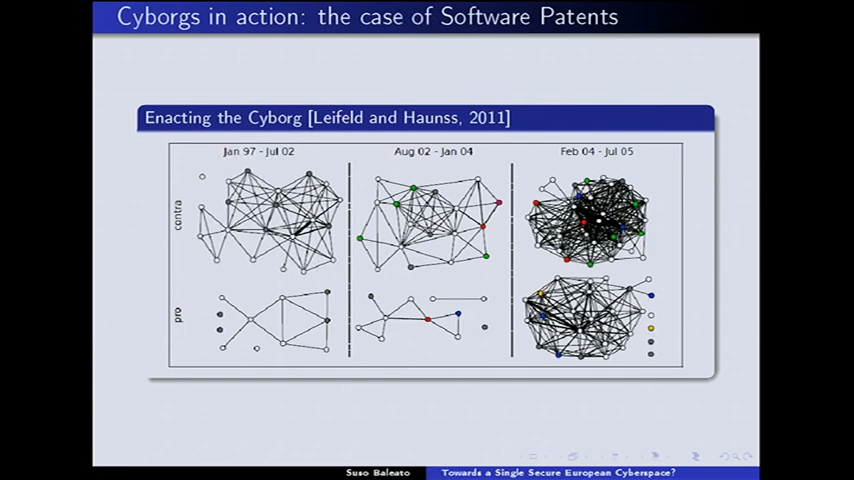 Cyborgs in action: the case of Software Patents
Enacting the Cyborg [Leifeld and Haunss, 2011]
Jan 97 - Jul 02
Aug 02 - Jan 04
Feb 04 - Jul 05
contra
pro
Suso Baleato
Towards a Single Secure European Cyberspace?